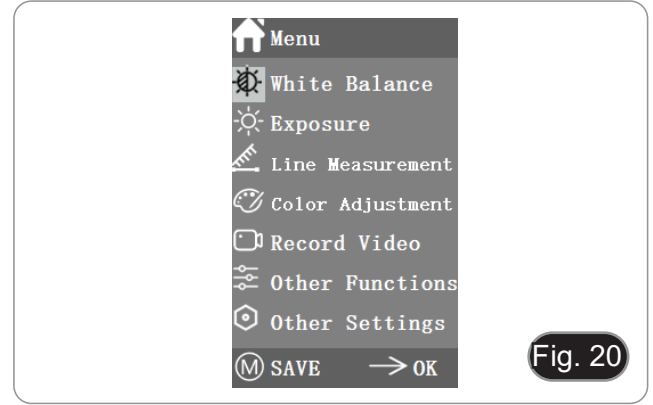 Menu
White Balance
Exposure
Line Measurement
Color Adjustment
Record Video
Other Functions
Other Settings
M SAVE → OK
Fig. 20